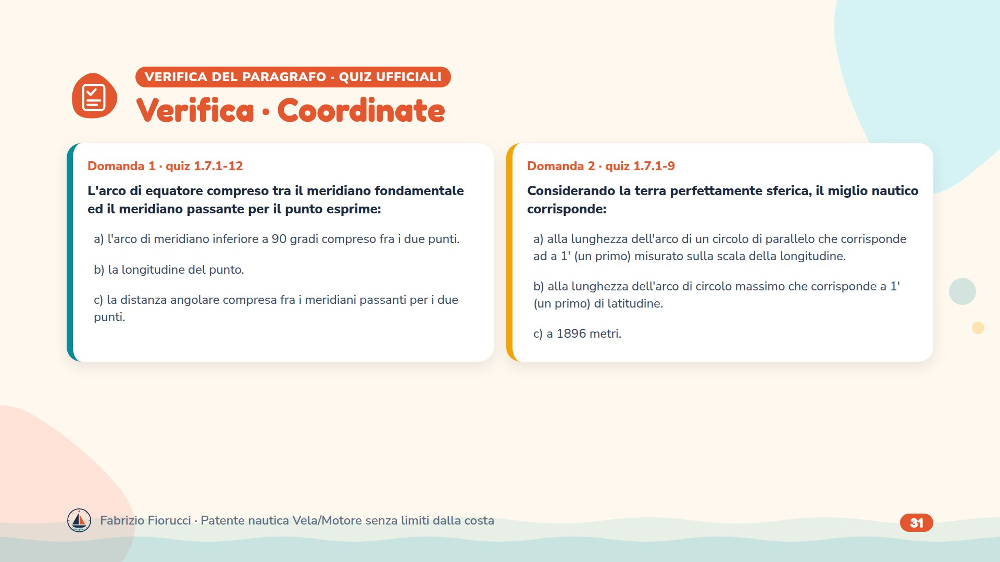 VERIFICA DEL PARAGRAFO · QUIZ UFFICIALI
Verifica · Coordinate
Domanda 1 · quiz 1.7.1-12
L'arco di equatore compreso tra il meridiano fondamentale
ed il meridiano passante per il punto esprime:
a) l'arco di meridiano inferiore a 90 gradi compreso fra i due punti.
b) la longitudine del punto.
c) la distanza angolare compresa fra i meridiani passanti per i due
punti.
Domanda 2 · quiz 1.7.1-9
Considerando la terra perfettamente sferica, il miglio nautico
corrisponde:
a) alla lunghezza dell'arco di un circolo di parallelo che corrisponde
ad a 1' (un primo) misurato sulla scala della longitudine.
b) alla lunghezza dell'arco di circolo massimo che corrisponde a 1'
(un primo) di latitudine.
c) a 1896 metri.
Fabrizio Fiorucci · Patente nautica Vela/Motore senza limiti dalla costa
31